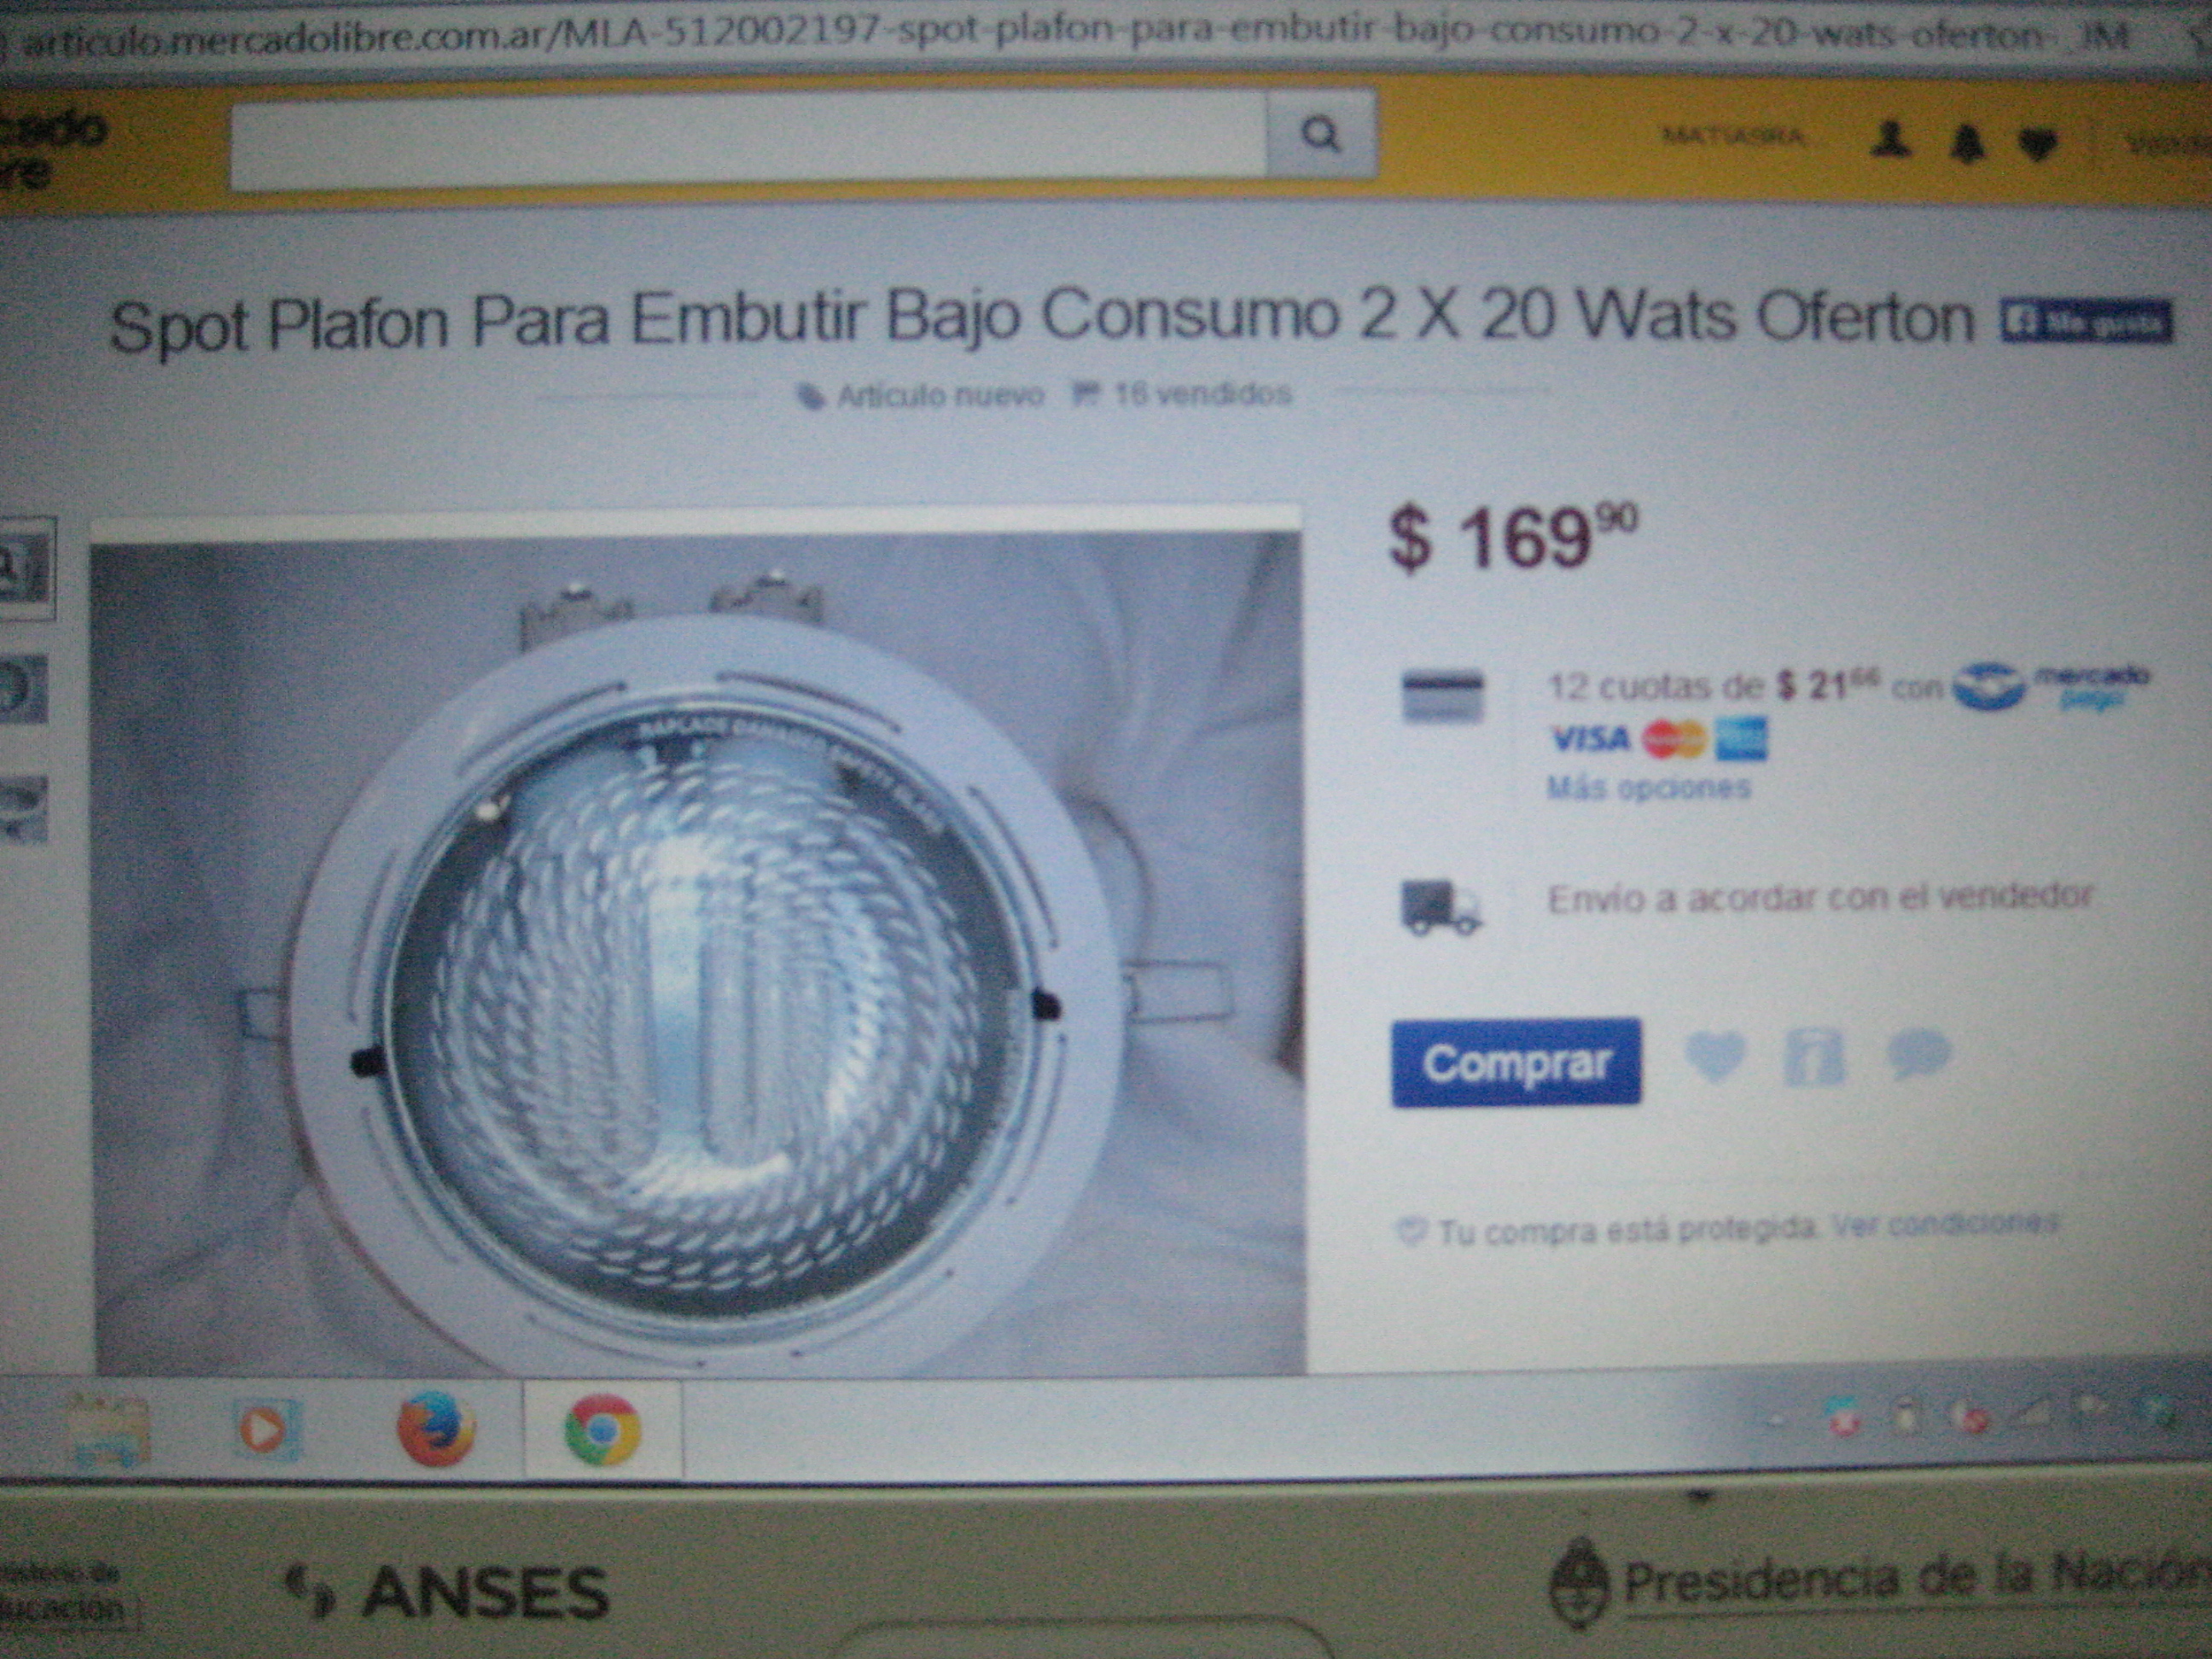 articulo.mercadolibre.com.ar/MLA-512002197-spot-plafon-para-embutir-bajo-consumo-2-x-20-wats-oferton-_JM
cado
re
MATIASRA
Spot Plafon Para Embutir Bajo Consumo 2 X 20 Wats Oferton
Me gusta
Artículo nuevo 16 vendidos
$ 169 90
12 cuotas de $ 21 66 con mercado pago
VISA
Más opciones
Envío a acordar con el vendedor
Comprar
Tu compra está protegida. Ver condiciones
isterio de
ducación
ANSES
Presidencia de la Nación